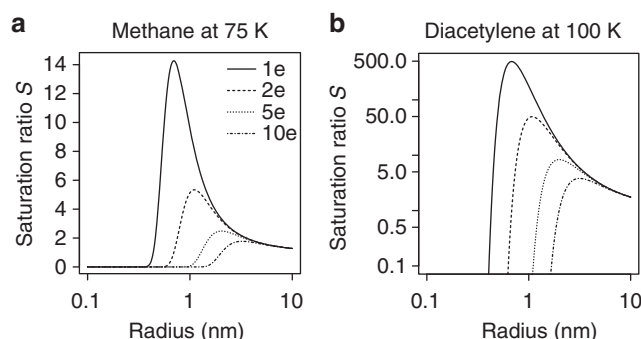 a
Methane at 75 K
Saturation ratio S
14
12
10
8
6
4
2
0
1e
2e
5e
10e
0.1
1
10
Radius (nm)
b
Diacetylene at 100 K
Saturation ratio S
500.0
50.0
5.0
0.5
0.1
0.1
1
10
Radius (nm)